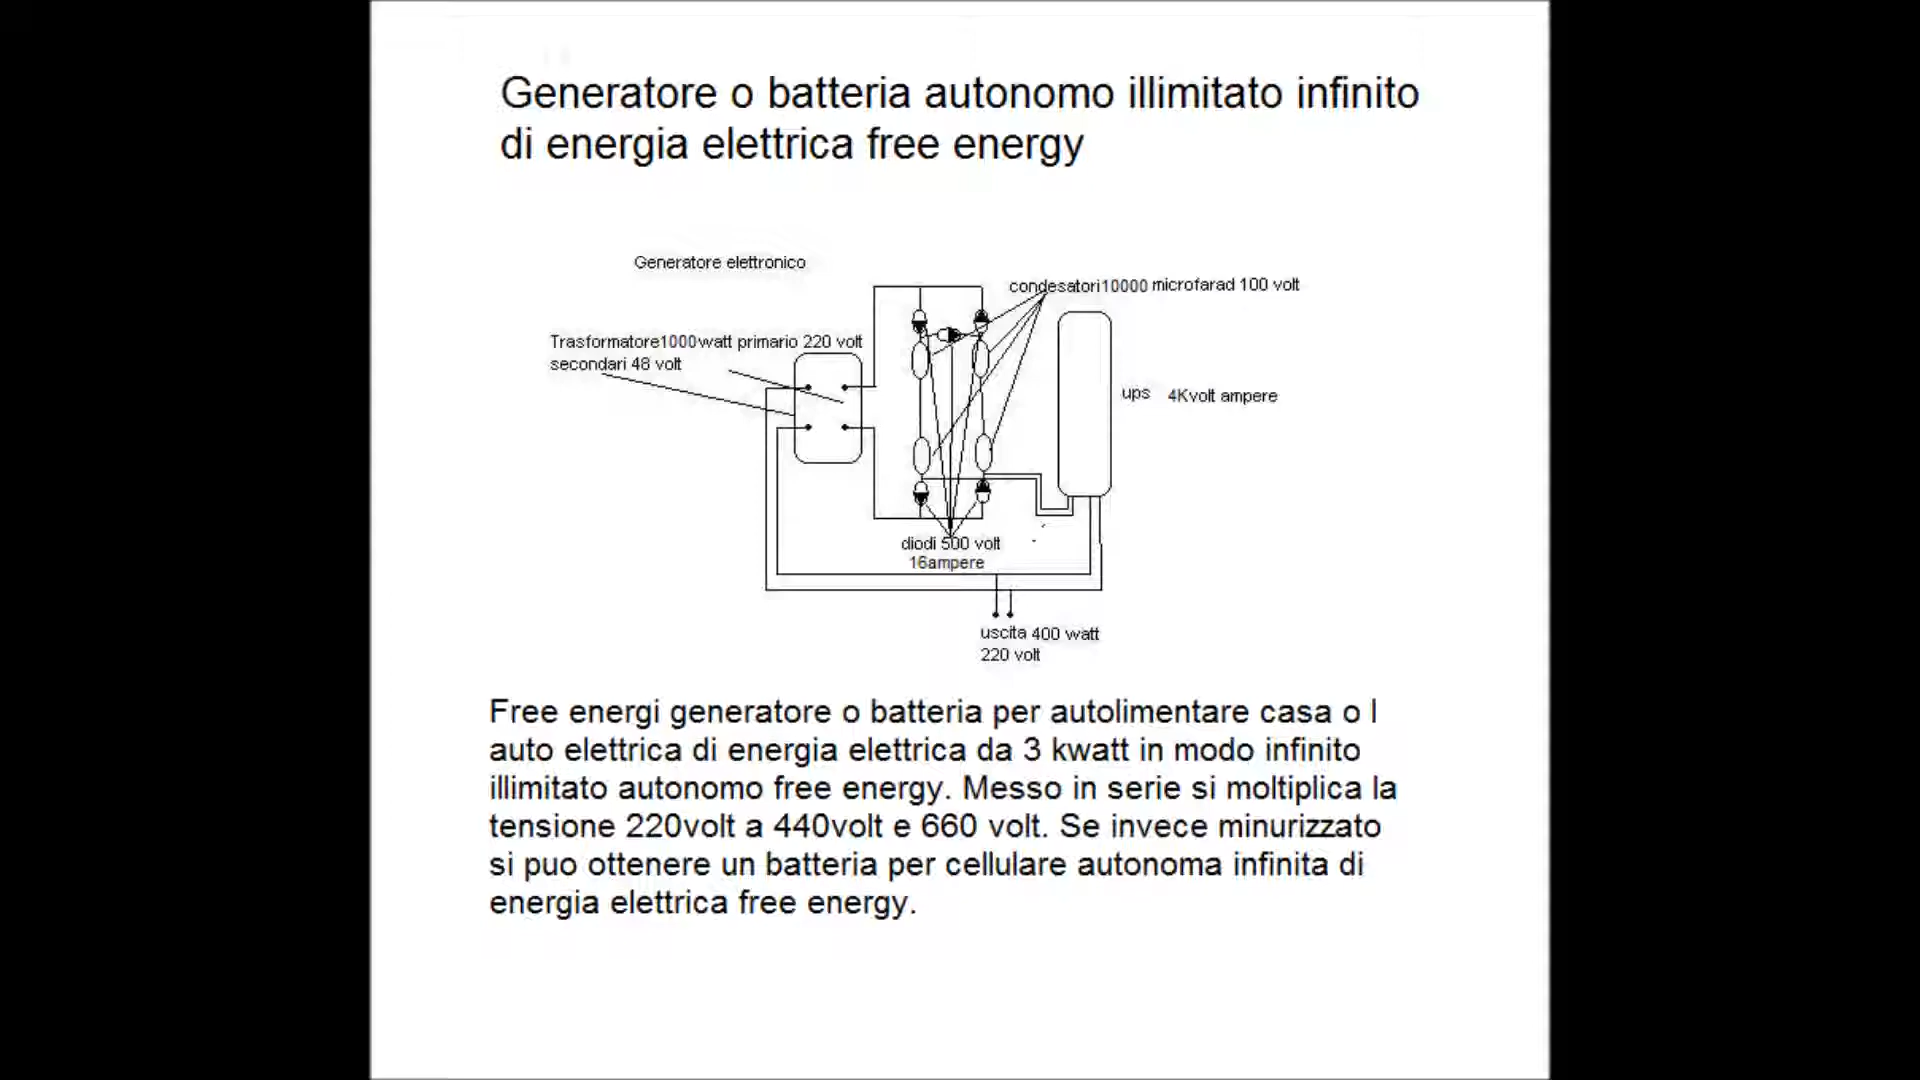 Generatore o batteria autonomo illimitato infinito
di energia elettrica free energy
Generatore elettronico
condesatori10000 microfarad 100 volt
Trasformatore1000watt primario 220 volt
secondari 48 volt
ups 4Kvolt ampere
diodi 500 volt
16ampere
uscita 400 watt
220 volt
Free energi generatore o batteria per autolimentare casa o l
auto elettrica di energia elettrica da 3 kwatt in modo infinito
illimitato autonomo free energy. Messo in serie si moltiplica la
tensione 220volt a 440volt e 660 volt. Se invece minurizzato
si puo ottenere un batteria per cellulare autonoma infinita di
energia elettrica free energy.